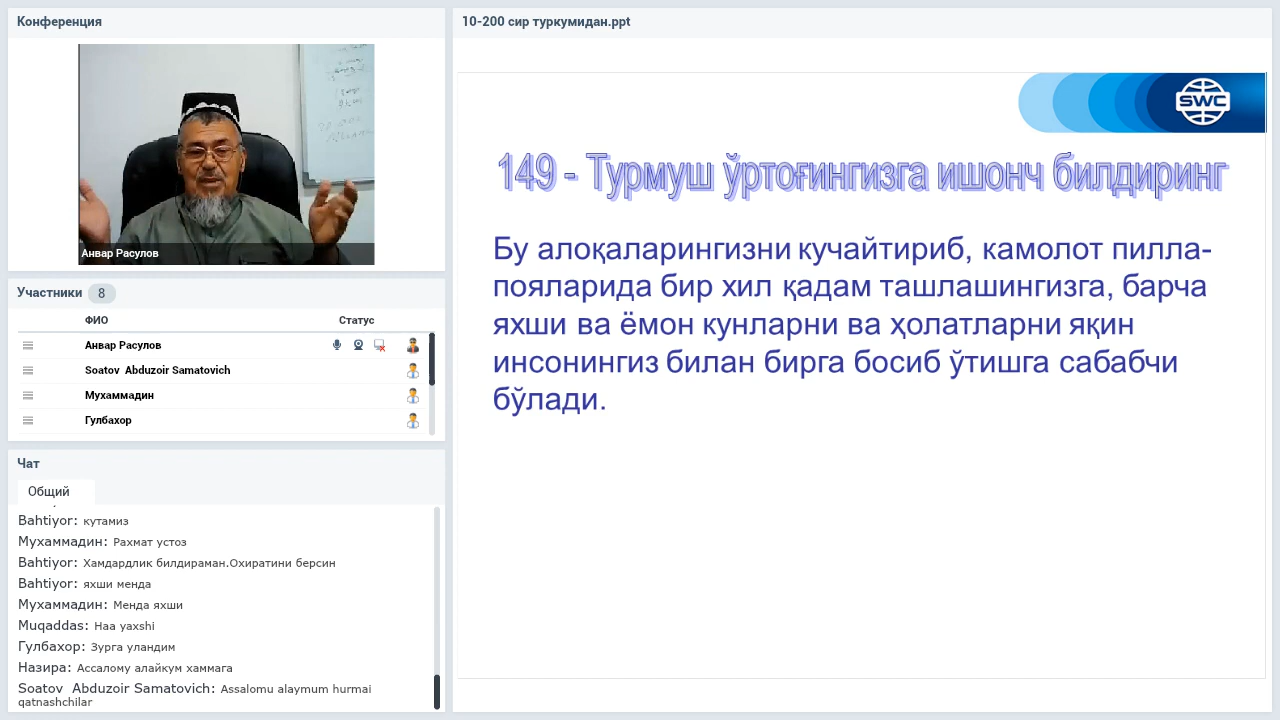 Конференция
Анвар Расулов
Участники 8
ФИО Статус
Анвар Расулов
Soatov Abduzoir Samatovich
Мухаммадин
Гулбахор
Чат
Общий
Bahtiyor: кутамиз
Мухаммадин: Рахмат устоз
Bahtiyor: Хамдардлик билдираман.Охиратини берсин
Bahtiyor: яхши менда
Мухаммадин: Менда яхши
Muqaddas: Haa yaxshi
Гулбахор: Зурга уландим
Назира: Ассалому алайкум хаммага
Soatov Abduzoir Samatovich: Assalomu alaymum hurmai
qatnashchilar
10-200 сир туркумидан.ppt
SWC
149 - Турмуш ўртоғингизга ишонч билдиринг
Бу алоқаларингизни кучайтириб, камолот пилла-
пояларида бир хил қадам ташлашингизга, барча
яхши ва ёмон кунларни ва ҳолатларни яқин
инсонингиз билан бирга босиб ўтишга сабабчи
бўлади.